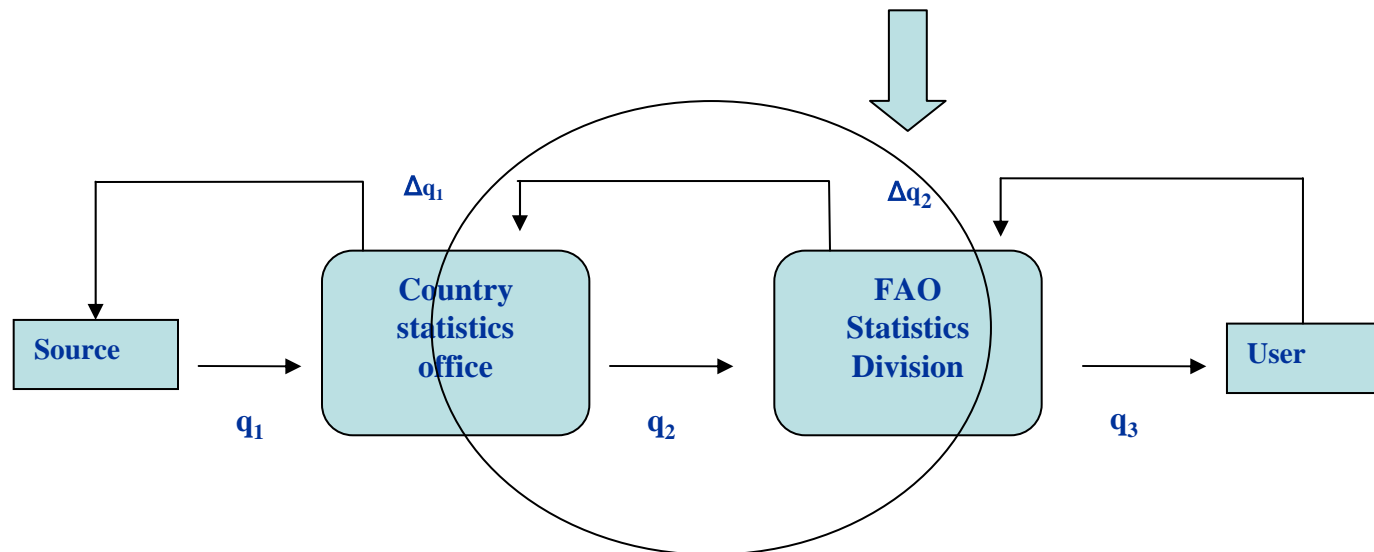 Δq₁
Δq₂
Source
Country
statistics
office
FAO
Statistics
Division
User
q₁
q₂
q₃